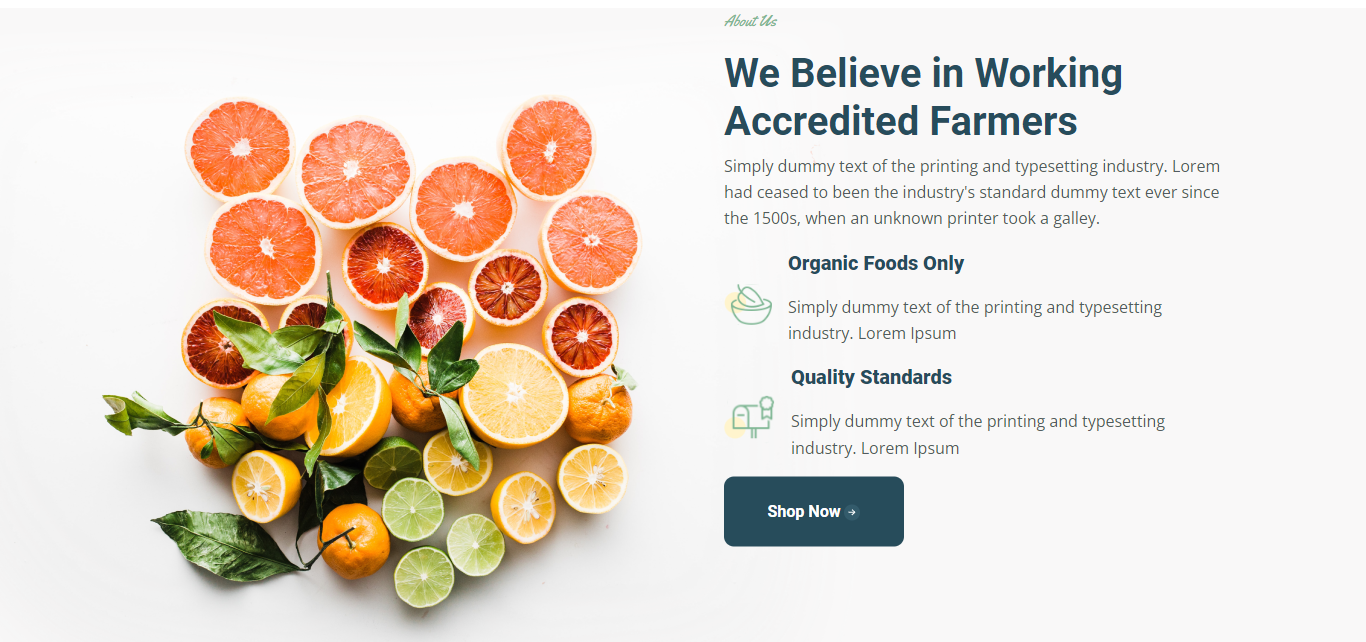 About Us
We Believe in Working
Accredited Farmers
Simply dummy text of the printing and typesetting industry. Lorem
had ceased to been the industry's standard dummy text ever since
the 1500s, when an unknown printer took a galley.
Organic Foods Only
Simply dummy text of the printing and typesetting
industry. Lorem Ipsum
Quality Standards
Simply dummy text of the printing and typesetting
industry. Lorem Ipsum
Shop Now